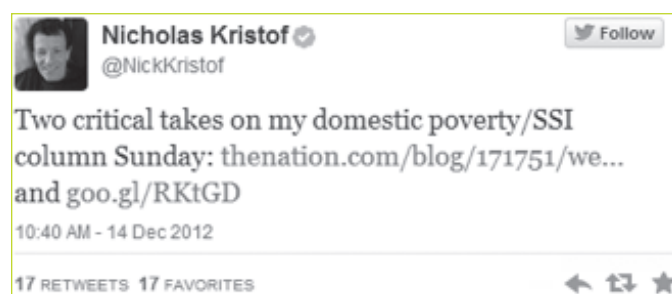 Nicholas Kristof
Follow
@NickKristof
Two critical takes on my domestic poverty/SSI
column Sunday: thenation.com/blog/171751/we...
and goo.gl/RKtGD
10:40 AM - 14 Dec 2012
17 RETWEETS 17 FAVORITES